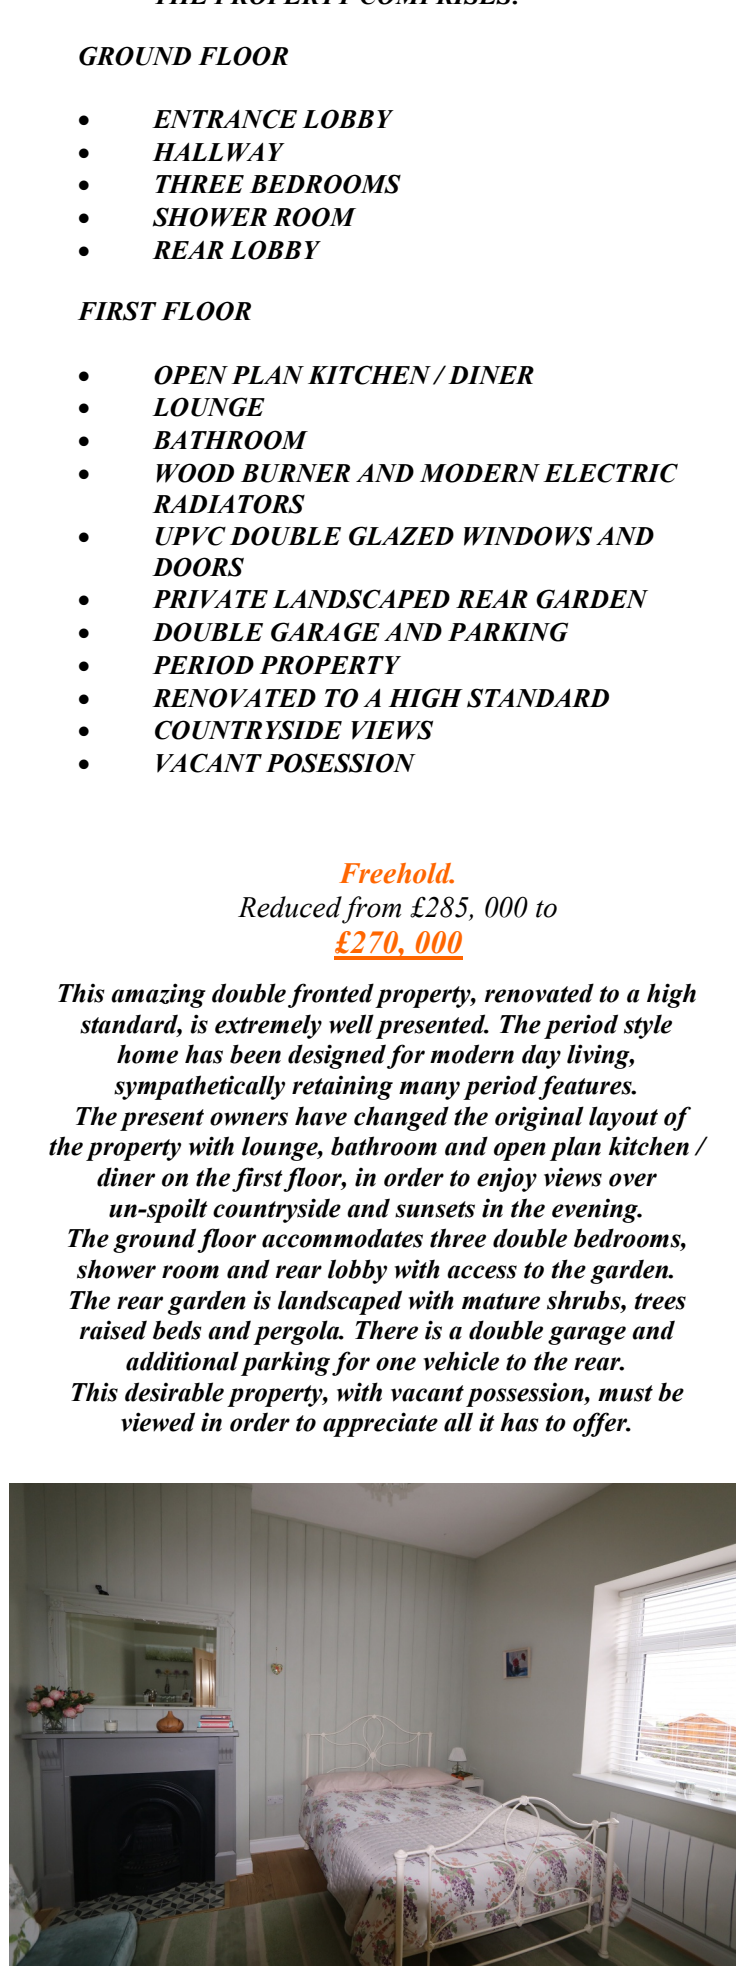 THE PROPERTY COMPRISES:
GROUND FLOOR
• ENTRANCE LOBBY
• HALLWAY
• THREE BEDROOMS
• SHOWER ROOM
• REAR LOBBY
FIRST FLOOR
• OPEN PLAN KITCHEN / DINER
• LOUNGE
• BATHROOM
• WOOD BURNER AND MODERN ELECTRIC
RADIATORS
• UPVC DOUBLE GLAZED WINDOWS AND
DOORS
• PRIVATE LANDSCAPED REAR GARDEN
• DOUBLE GARAGE AND PARKING
• PERIOD PROPERTY
• RENOVATED TO A HIGH STANDARD
• COUNTRYSIDE VIEWS
• VACANT POSESSION
Freehold.
Reduced from £285, 000 to
£270, 000
This amazing double fronted property, renovated to a high
standard, is extremely well presented. The period style
home has been designed for modern day living,
sympathetically retaining many period features.
The present owners have changed the original layout of
the property with lounge, bathroom and open plan kitchen /
diner on the first floor, in order to enjoy views over
un-spoilt countryside and sunsets in the evening.
The ground floor accommodates three double bedrooms,
shower room and rear lobby with access to the garden.
The rear garden is landscaped with mature shrubs, trees
raised beds and pergola. There is a double garage and
additional parking for one vehicle to the rear.
This desirable property, with vacant possession, must be
viewed in order to appreciate all it has to offer.